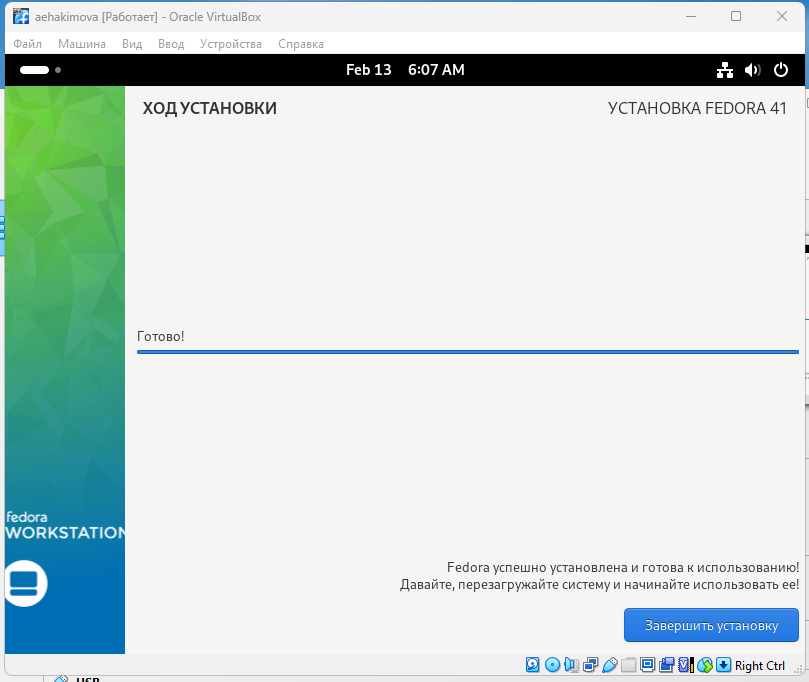 aehakimova [Работает] - Oracle VirtualBox
Файл Машина Вид Ввод Устройства Справка
Feb 13 6:07 AM
ХОД УСТАНОВКИ
УСТАНОВКА FEDORA 41
Готово!
fedora
WORKSTATION
Fedora успешно установлена и готова к использованию!
Давайте, перезагружайте систему и начинайте использовать ее!
Завершить установку
Right Ctrl
USB